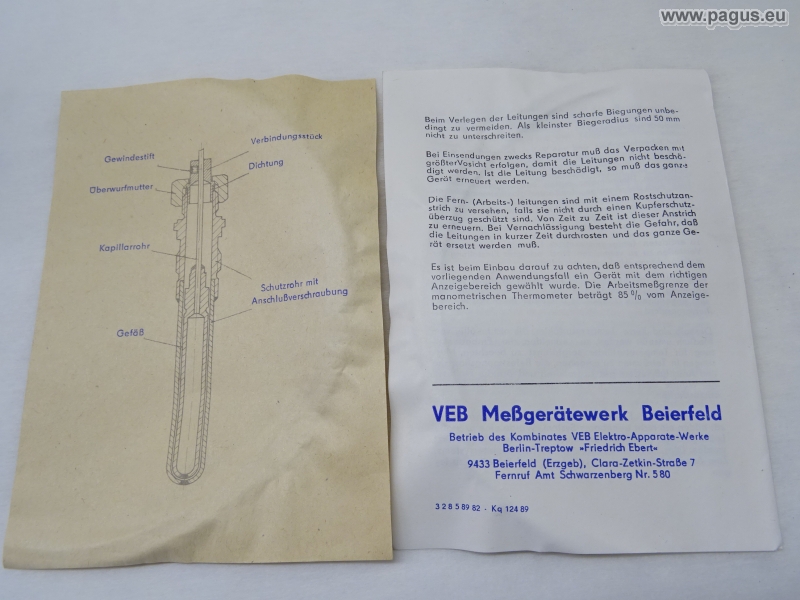 www.pagus.eu
Verbindungsstück
Gewindestift
Dichtung
Überwurfmutter
Kapillarrohr
Schutzrohr mit
Anschlußverschraubung
Gefäß
Beim Verlegen der Leitungen sind scharfe Biegungen unbe-
dingt zu vermeiden. Als kleinster Biegeradius sind 50 mm
nicht zu unterschreiten.
Bei Einsendungen zwecks Reparatur muß das Verpacken mit
größter Vosicht erfolgen, damit die Leitungen nicht beschä-
digt werden. Ist die Leitung beschädigt, so muß das ganze
Gerät erneuert werden.
Die Fern- (Arbeits-) leitungen sind mit einem Rostschutzan-
strich zu versehen, falls sie nicht durch einen Kupferschutz-
überzug geschützt sind. Von Zeit zu Zeit ist dieser Anstrich
zu erneuern. Bei Vernachlässigung besteht die Gefahr, daß
die Leitungen in kurzer Zeit durchrosten und das ganze Ge-
rät ersetzt werden muß.
Es ist beim Einbau darauf zu achten, daß entsprechend dem
vorliegenden Anwendungsfall ein Gerät mit dem richtigen
Anzeigebereich gewählt wurde. Die Arbeitsmeßgrenze der
manometrischen Thermometer beträgt 85 % vom Anzeige-
bereich.
VEB Meßgerätewerk Beierfeld
Betrieb des Kombinates VEB Elektro-Apparate-Werke
Berlin-Treptow »Friedrich Ebert«
9433 Beierfeld (Erzgeb), Clara-Zetkin-Straße 7
Fernruf Amt Schwarzenberg Nr. 580
3 2 8 5 89 82 - Kq 124 89